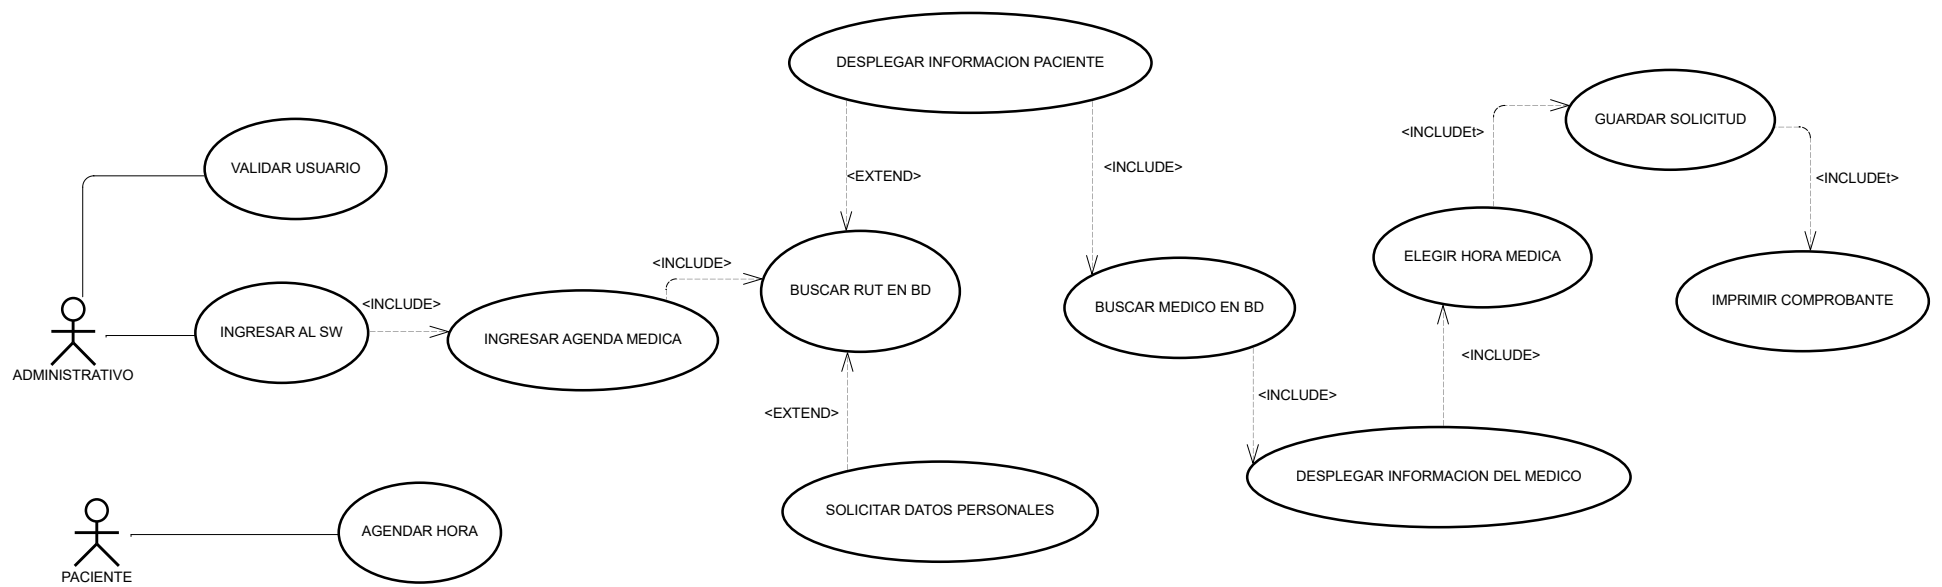 DESPLEGAR INFORMACION PACIENTE
GUARDAR SOLICITUD
<INCLUDEt>
VALIDAR USUARIO
<EXTEND>
<INCLUDE>
<INCLUDEt>
<INCLUDE>
ELEGIR HORA MEDICA
BUSCAR RUT EN BD
IMPRIMIR COMPROBANTE
<INCLUDE>
BUSCAR MEDICO EN BD
INGRESAR AL SW
INGRESAR AGENDA MEDICA
<INCLUDE>
ADMINISTRATIVO
<INCLUDE>
<EXTEND>
DESPLEGAR INFORMACION DEL MEDICO
SOLICITAR DATOS PERSONALES
AGENDAR HORA
PACIENTE